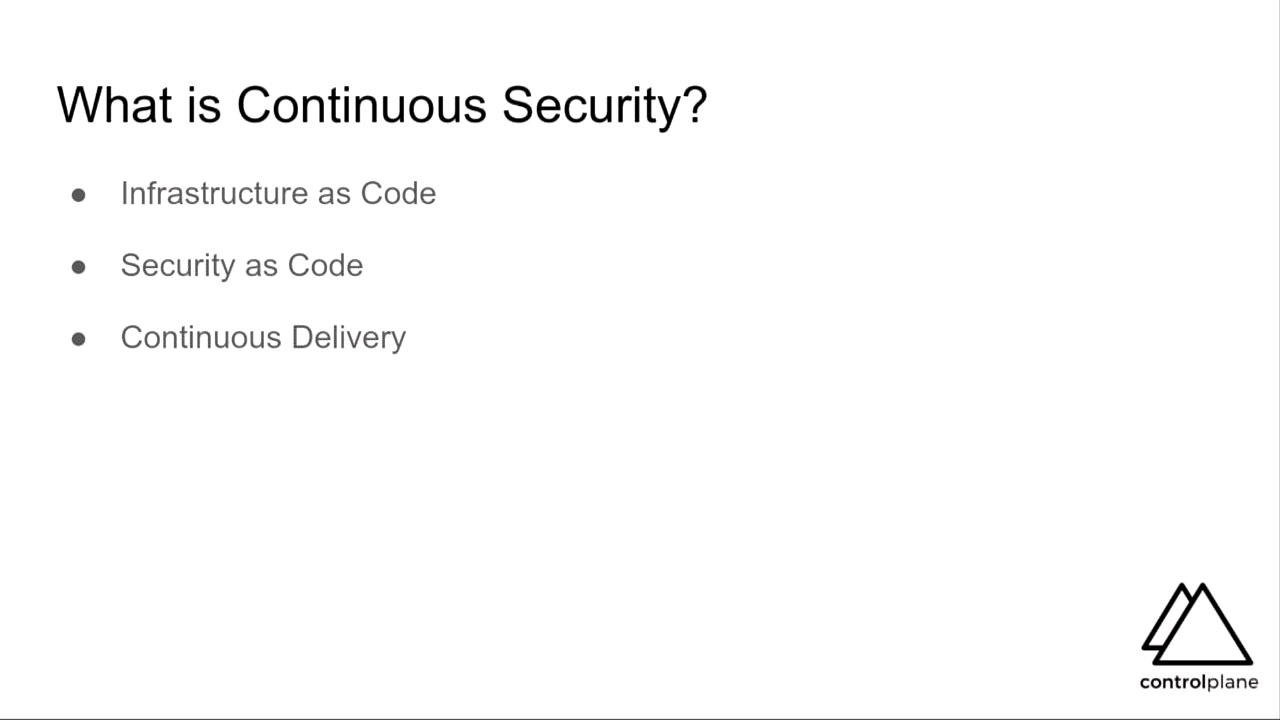 What is Continuous Security?
● Infrastructure as Code
● Security as Code
● Continuous Delivery
controlplane